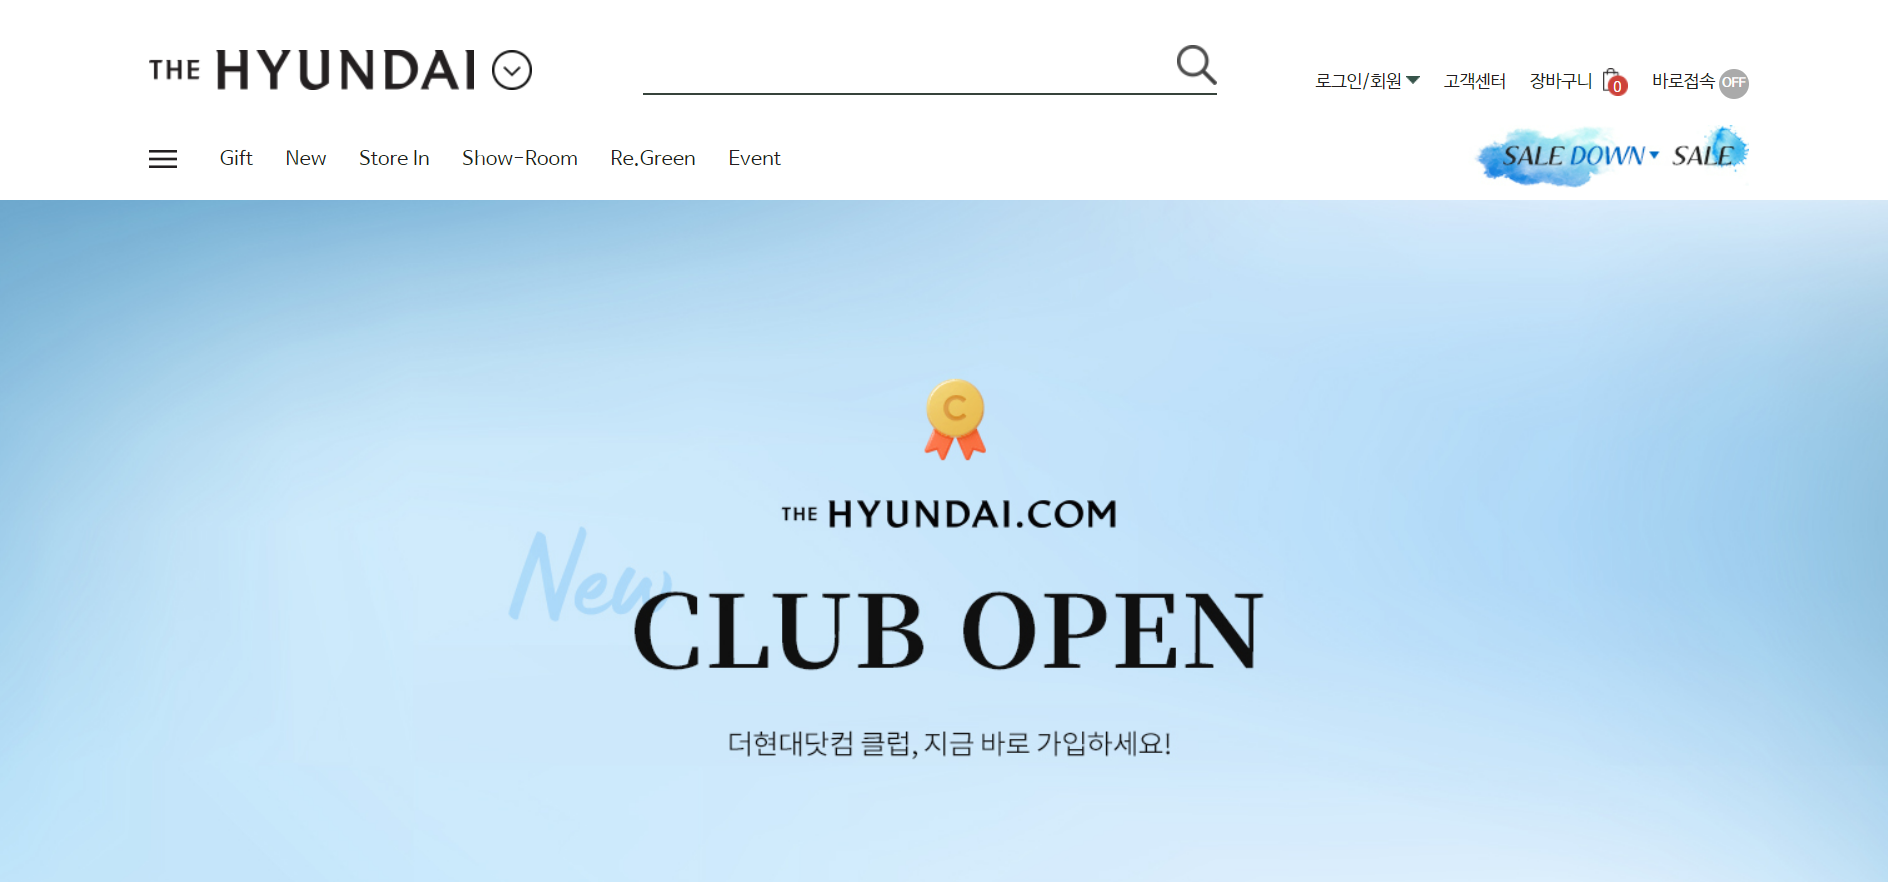 THE HYUNDAI
로그인/회원
고객센터
장바구니 0
바로접속 OFF
Gift New Store In Show-Room Re.Green Event
SALE DOWN SALE
C
THE HYUNDAI.COM
New
CLUB OPEN
더현대닷컴 클럽, 지금 바로 가입하세요!